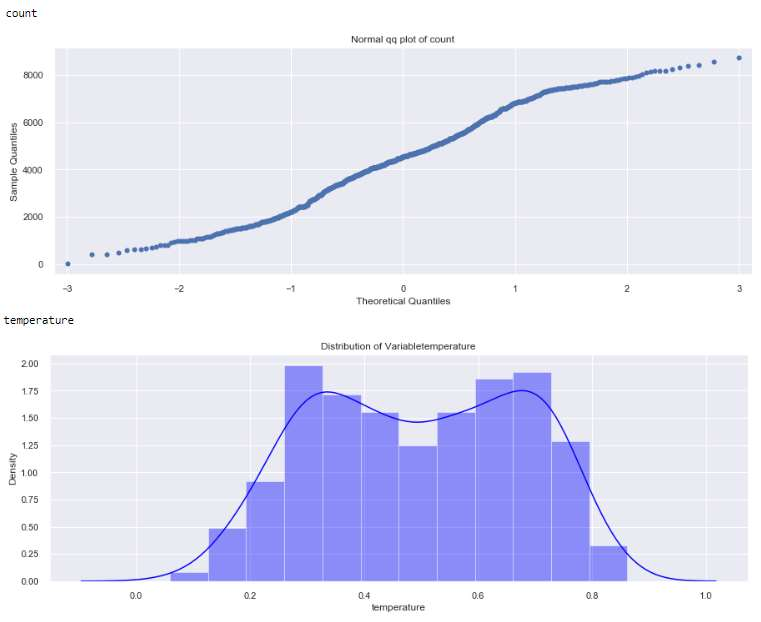 count
Normal qq plot of count
8000
6000
4000
2000
0
Sample Quantiles
−3 −2 −1 0 1 2 3
Theoretical Quantiles
temperature
Distribution of Variabletemperature
2.00
1.75
1.50
1.25
1.00
0.75
0.50
0.25
0.00
Density
0.0 0.2 0.4 0.6 0.8 1.0
temperature